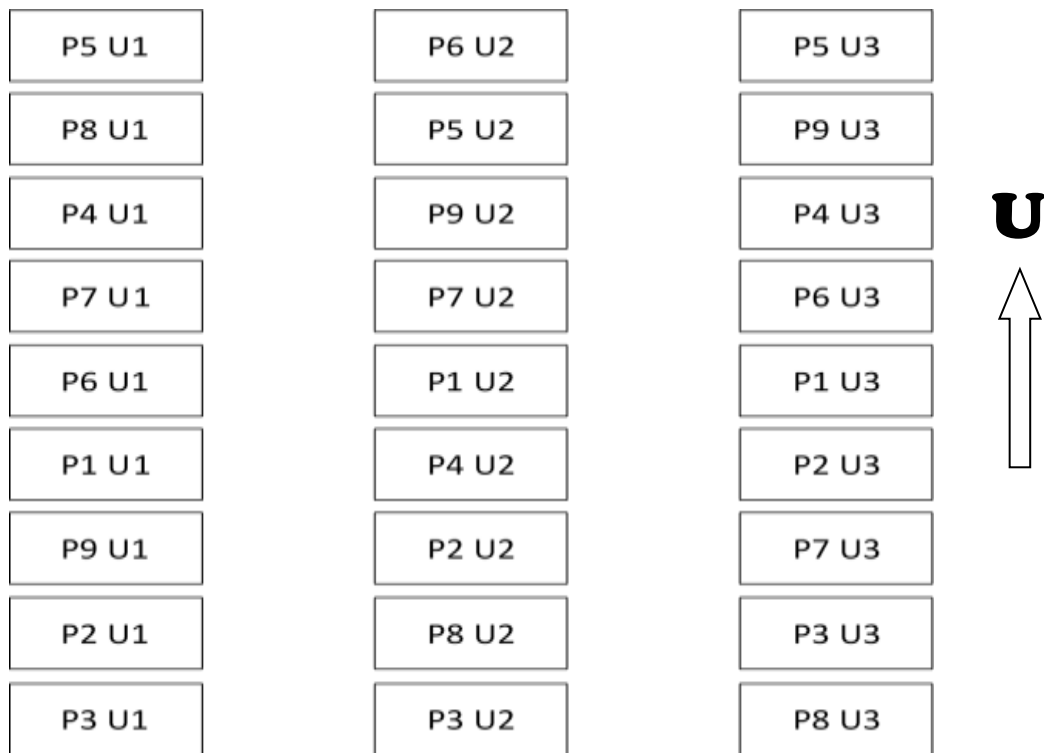 P5 U1 P6 U2 P5 U3
P8 U1 P5 U2 P9 U3
P4 U1 P9 U2 P4 U3
U
P7 U1 P7 U2 P6 U3
P6 U1 P1 U2 P1 U3
P1 U1 P4 U2 P2 U3
P9 U1 P2 U2 P7 U3
P2 U1 P8 U2 P3 U3
P3 U1 P3 U2 P8 U3